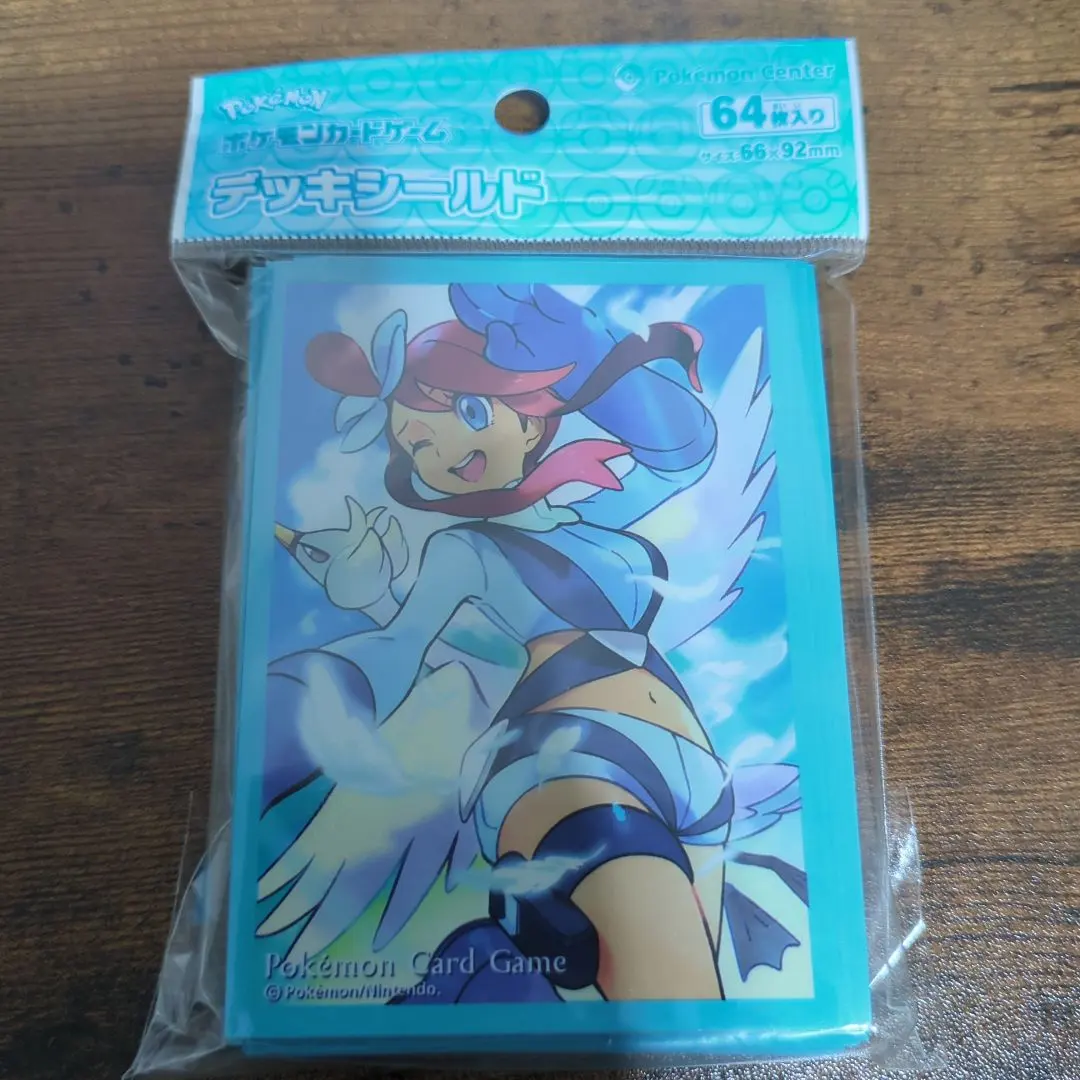 Pokémon Center
POKÉMON
ポケモンカードゲーム
デッキシールド
64枚入り
サイズ:66×92mm
Pokémon Card Game
©Pokémon/Nintendo.